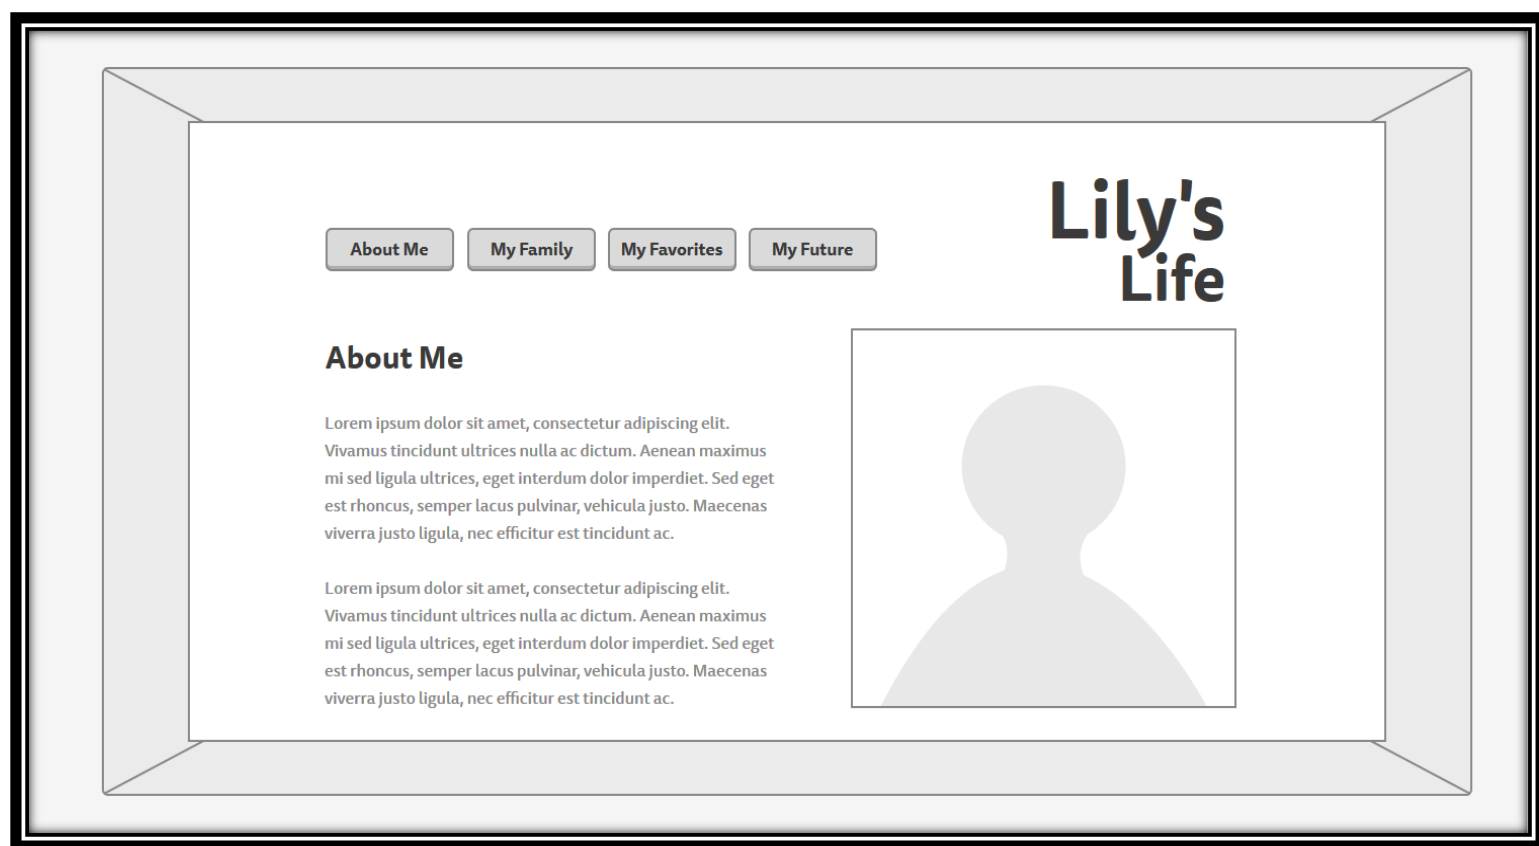 Lily's
Life
About Me
My Family
My Favorites
My Future
About Me
Lorem ipsum dolor sit amet, consectetur adipiscing elit.
Vivamus tincidunt ultrices nulla ac dictum. Aenean maximus
mi sed ligula ultrices, eget interdum dolor imperdiet. Sed eget
est rhoncus, semper lacus pulvinar, vehicula justo. Maecenas
viverra justo ligula, nec efficitur est tincidunt ac.
Lorem ipsum dolor sit amet, consectetur adipiscing elit.
Vivamus tincidunt ultrices nulla ac dictum. Aenean maximus
mi sed ligula ultrices, eget interdum dolor imperdiet. Sed eget
est rhoncus, semper lacus pulvinar, vehicula justo. Maecenas
viverra justo ligula, nec efficitur est tincidunt ac.